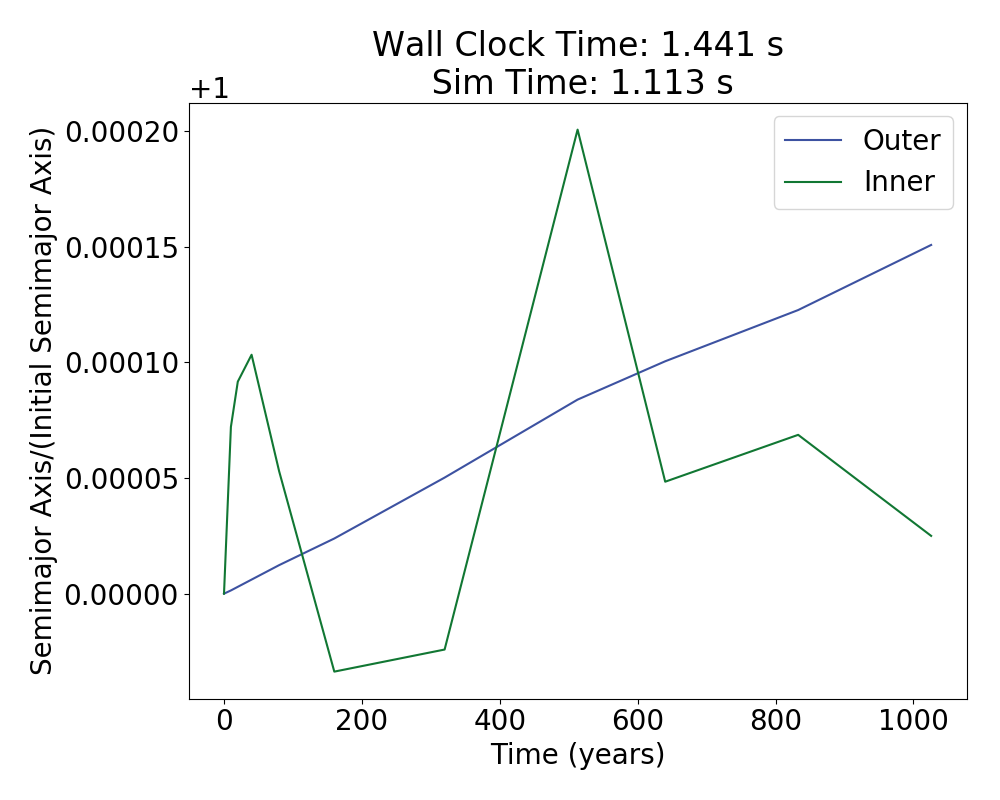 Wall Clock Time: 1.441 s
Sim Time: 1.113 s
+1
0.00020
0.00015
0.00010
0.00005
0.00000
Semimajor Axis/(Initial Semimajor Axis)
Outer
Inner
0 200 400 600 800 1000
Time (years)